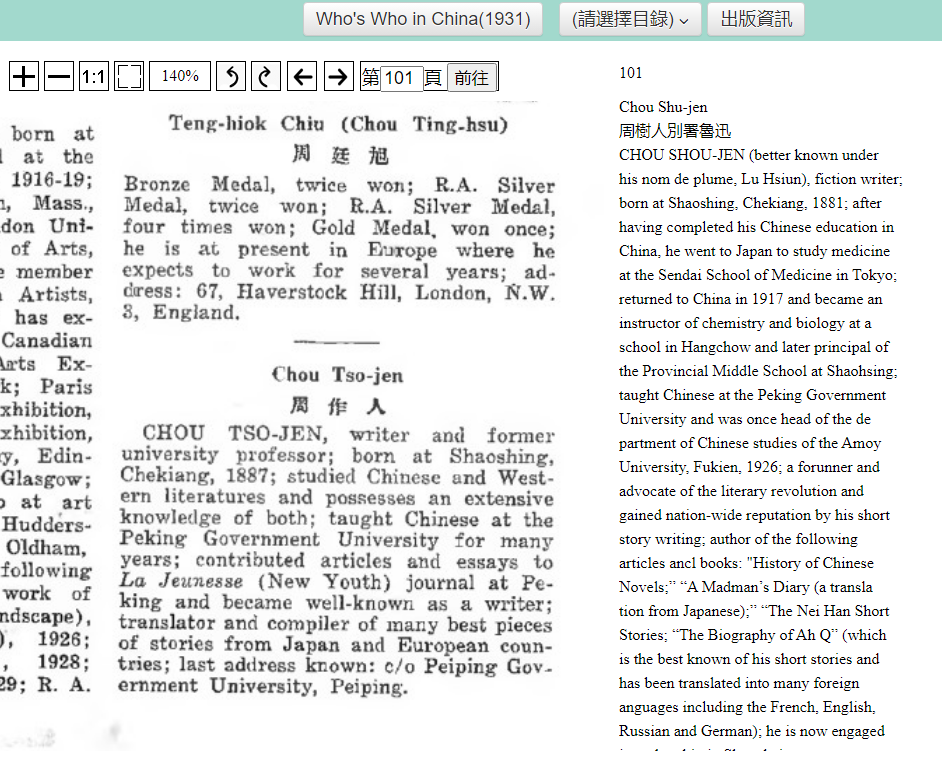 Who's Who in China(1931)
(請選擇目錄)
出版資訊
1:1
140%
第 101 頁 前往
born at
at the
1916-19;
Mass.,
don Uni-
of Arts,
member
Artists,
has ex-
Canadian
Arts Ex-
k; Paris
xhibition,
xhibition,
y, Edin-
Glasgow;
at art
Hudders-
Oldham,
following
work of
ndscape),
), 1926;
, 1928;
29; R. A.
Teng-hiok Chiu (Chou Ting-hsu)
周 廷 旭
Bronze Medal, twice won; R.A. Silver
Medal, twice won; R.A. Silver Medal,
four times won; Gold Medal, won once;
he is at present in Europe where he
expects to work for several years; ad-
dress: 67, Haverstock Hill, London, N.W.
3, England.
Chou Tso-jen
周 作 人
CHOU TSO-JEN, writer and former
university professor; born at Shaoshing,
Chekiang, 1887; studied Chinese and West-
ern literatures and possesses an extensive
knowledge of both; taught Chinese at the
Peking Government University for many
years; contributed articles and essays to
La Jeunesse (New Youth) journal at Pe-
king and became well-known as a writer;
translator and compiler of many best pieces
of stories from Japan and European coun-
tries; last address known: c/o Peiping Gov-
ernment University, Peiping.
101
Chou Shu-jen
周樹人別署魯迅
CHOU SHOU-JEN (better known under
his nom de plume, Lu Hsiun), fiction writer;
born at Shaoshing, Chekiang, 1881; after
having completed his Chinese education in
China, he went to Japan to study medicine
at the Sendai School of Medicine in Tokyo;
returned to China in 1917 and became an
instructor of chemistry and biology at a
school in Hangchow and later principal of
the Provincial Middle School at Shaohsing;
taught Chinese at the Peking Government
University and was once head of the de
partment of Chinese studies of the Amoy
University, Fukien, 1926; a forunner and
advocate of the literary revolution and
gained nation-wide reputation by his short
story writing; author of the following
articles ancl books: "History of Chinese
Novels;” “A Madman’s Diary (a transla
tion from Japanese);” “The Nei Han Short
Stories; “The Biography of Ah Q” (which
is the best known of his short stories and
has been translated into many foreign
anguages including the French, English,
Russian and German); he is now engaged